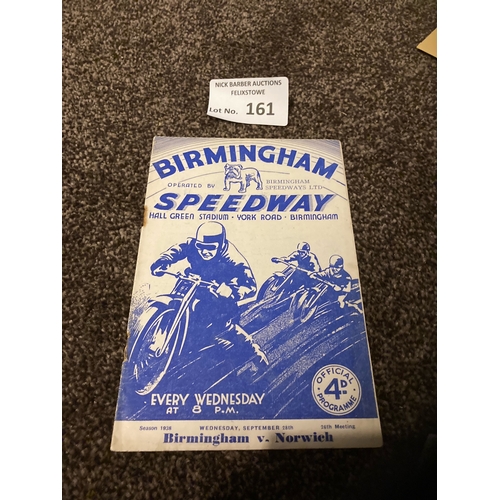 NICK BARBER AUCTIONS
FELIXSTOWE
Lot No. 161
BIRMINGHAM
OPERATED BY BIRMINGHAM SPEEDWAYS LTD
SPEEDWAY
HALL GREEN STADIUM · YORK ROAD · BIRMINGHAM
EVERY WEDNESDAY
AT 8 P.M.
OFFICIAL
4D
PROGRAMME
Season 1938 WEDNESDAY, SEPTEMBER Meeting
Birmingham v. Norwich